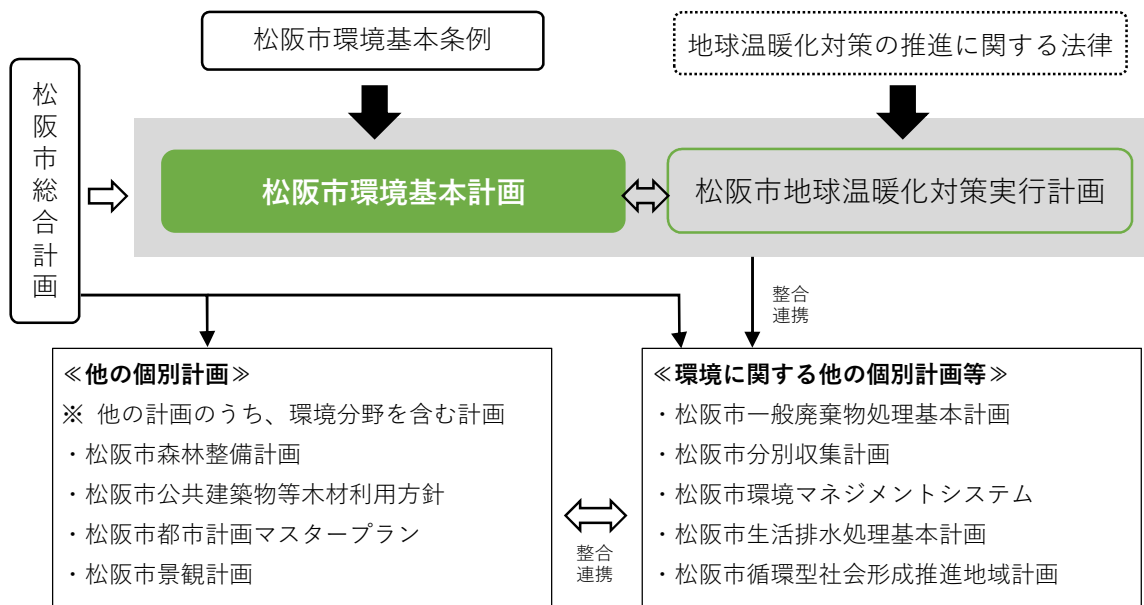 松阪市環境基本条例
地球温暖化対策の推進に関する法律
松阪市総合計画
松阪市環境基本計画
松阪市地球温暖化対策実行計画
整合
連携
≪他の個別計画≫
※ 他の計画のうち、環境分野を含む計画
・松阪市森林整備計画
・松阪市公共建築物等木材利用方針
・松阪市都市計画マスタープラン
・松阪市景観計画
整合
連携
≪環境に関する他の個別計画等≫
・松阪市一般廃棄物処理基本計画
・松阪市分別収集計画
・松阪市環境マネジメントシステム
・松阪市生活排水処理基本計画
・松阪市循環型社会形成推進地域計画